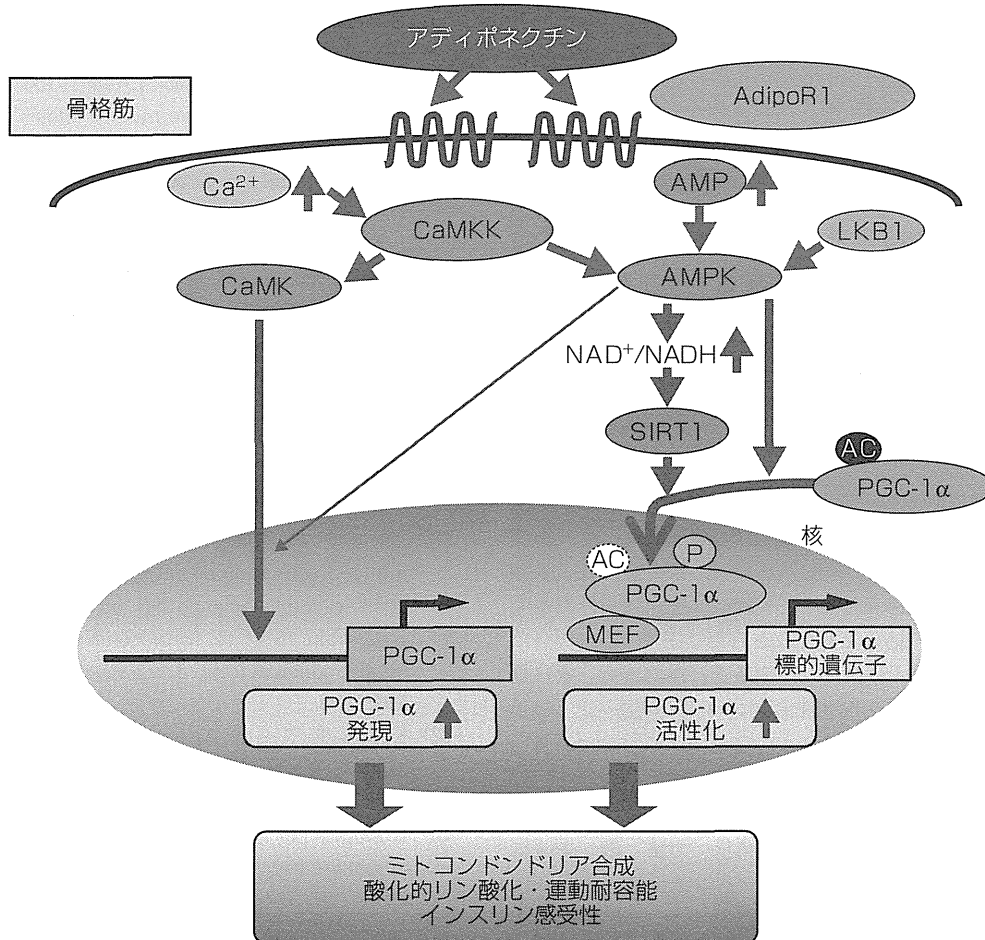 アディポネクチン
骨格筋
AdipoR1
Ca²⁺
AMP
CaMKK
LKB1
CaMK
AMPK
NAD⁺/NADH
SIRT1
AC
PGC-1α
核
AC
P
PGC-1α
MEF
PGC-1α
PGC-1α
標的遺伝子
PGC-1α
発現
PGC-1α
活性化
ミトコンドンドリア合成
酸化的リン酸化・運動耐容能
インスリン感受性